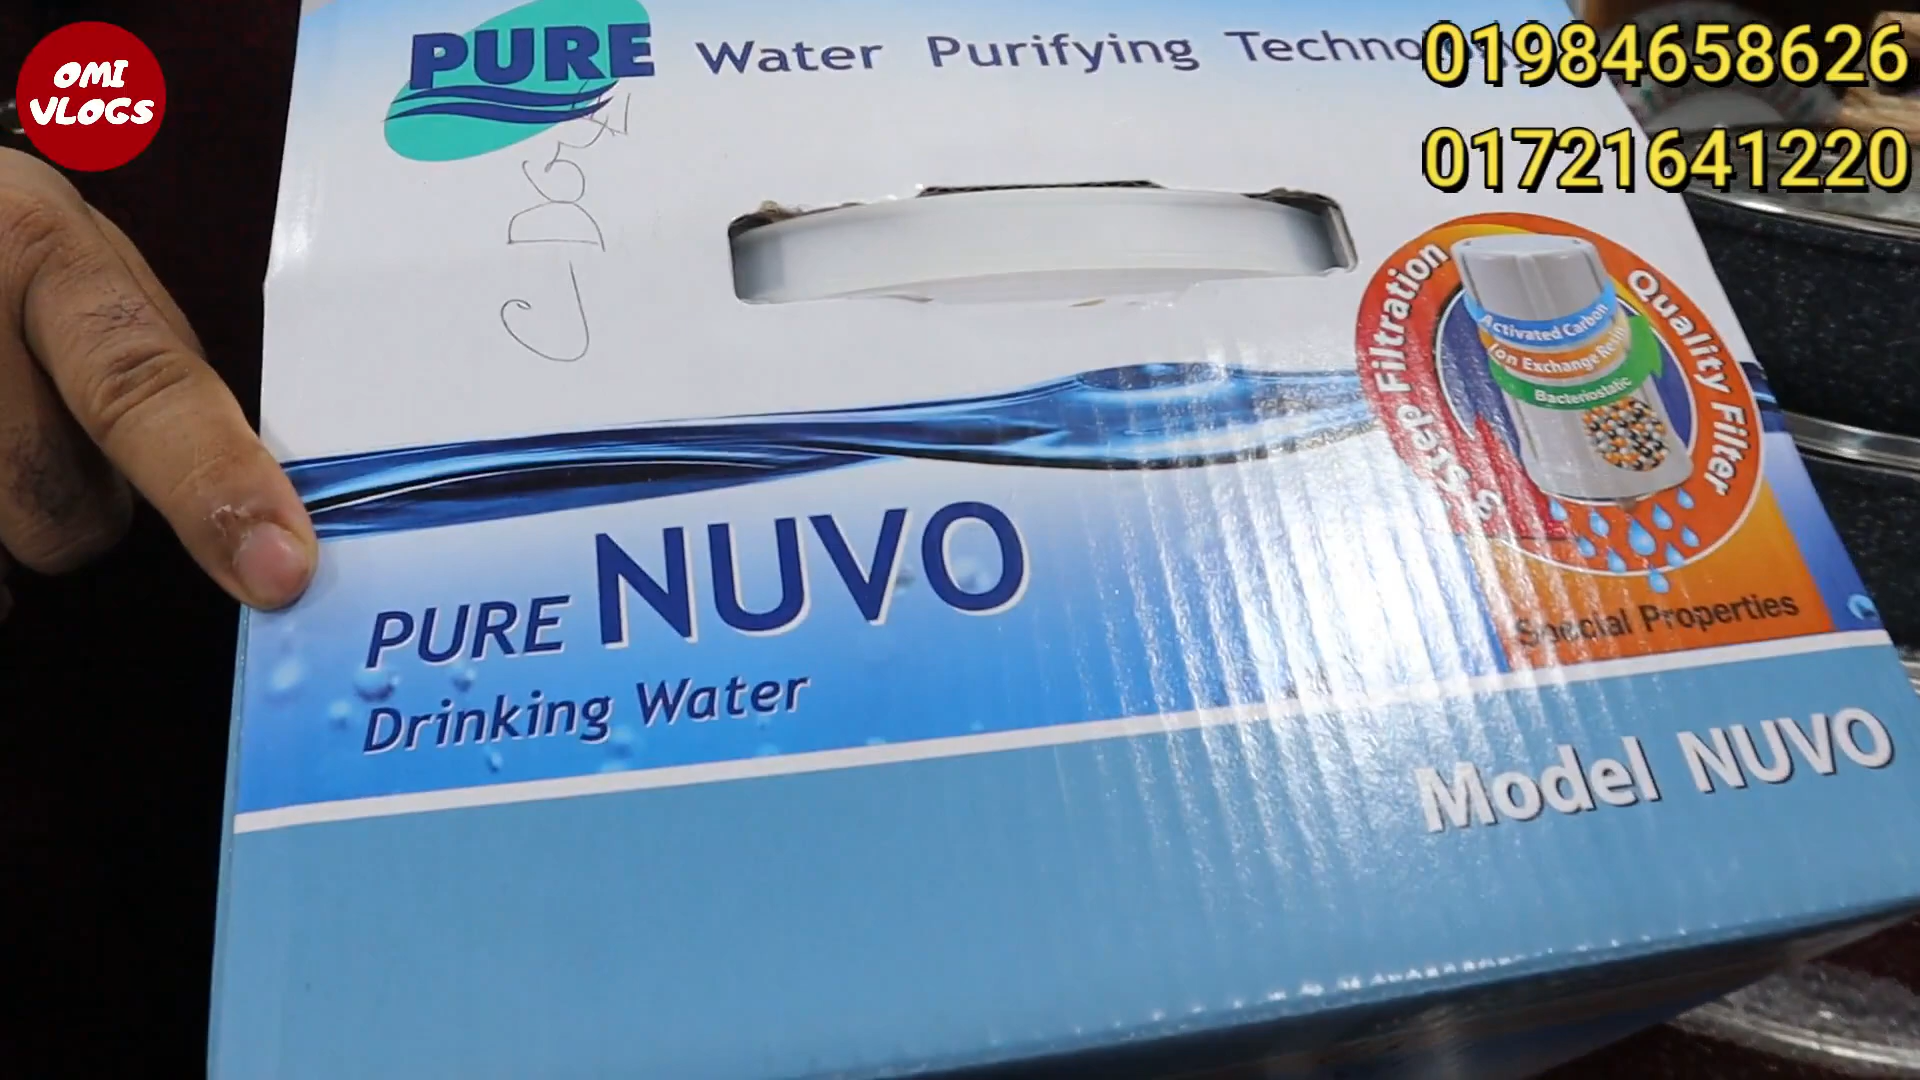 OMI
VLOGS
01984658626
01721641220
PURE
Water Purifying
Quality Filter
Activated Carbon
Ion Exchange Resin
Bacteriostatic
Step Filtration
Special Properties
PURE NUVO
Drinking Water
Model NUVO